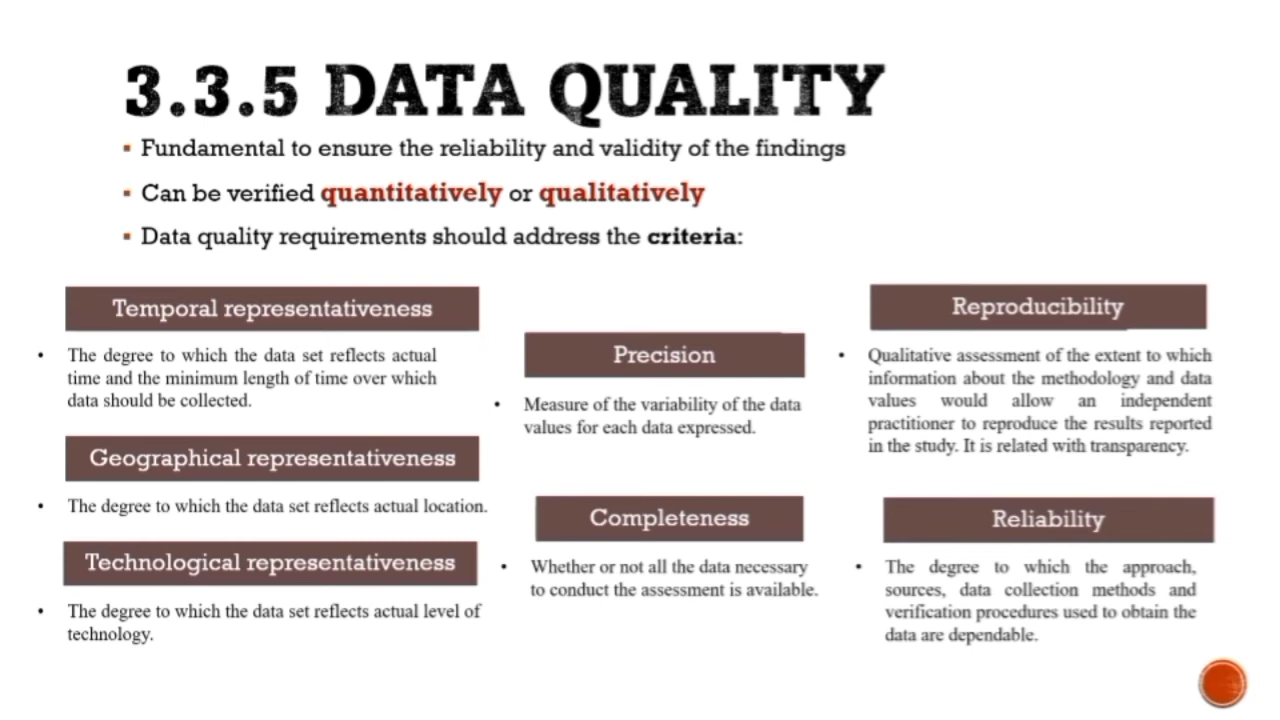 3.3.5 DATA QUALITY
▪ Fundamental to ensure the reliability and validity of the findings
▪ Can be verified quantitatively or qualitatively
▪ Data quality requirements should address the criteria:
Temporal representativeness
• The degree to which the data set reflects actual
time and the minimum length of time over which
data should be collected.
Geographical representativeness
• The degree to which the data set reflects actual location.
Technological representativeness
• The degree to which the data set reflects actual level of
technology.
Precision
• Measure of the variability of the data
values for each data expressed.
Completeness
• Whether or not all the data necessary
to conduct the assessment is available.
Reproducibility
• Qualitative assessment of the extent to which
information about the methodology and data
values would allow an independent
practitioner to reproduce the results reported
in the study. It is related with transparency.
Reliability
• The degree to which the approach,
sources, data collection methods and
verification procedures used to obtain the
data are dependable.